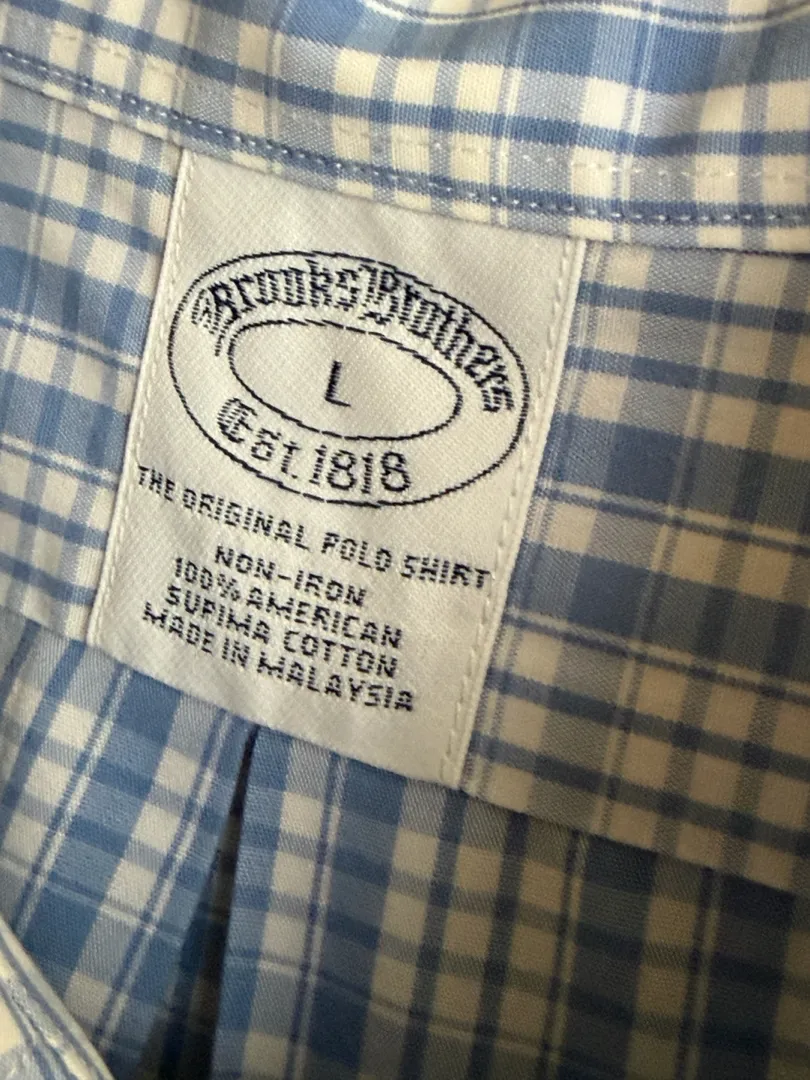 Brooks Brothers
L
Est. 1818
THE ORIGINAL POLO SHIRT
NON-IRON
100% AMERICAN
SUPIMA COTTON
MADE IN MALAYSIA